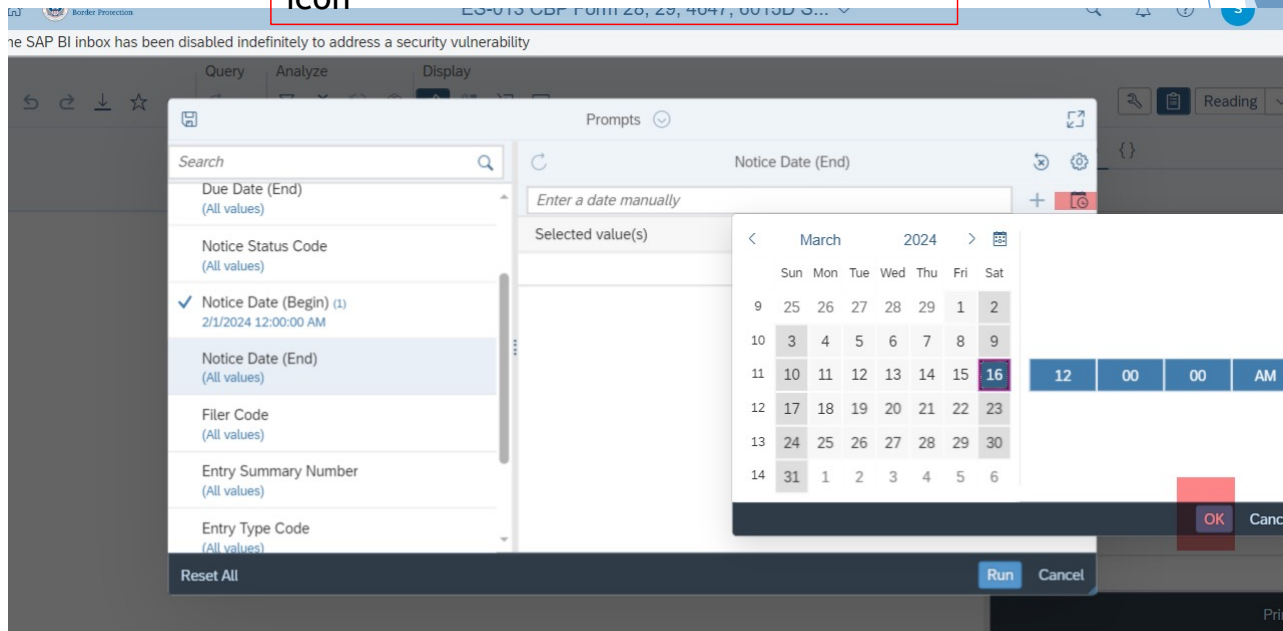 icon
Border Protection
ES-013 CBP Form 28, 29, 4647, 6015D S...
S
he SAP BI inbox has been disabled indefinitely to address a security vulnerability
Query Analyze Display
Reading
Prompts
Search
Notice Date (End)
{}
Due Date (End)
(All values)
Enter a date manually
Notice Status Code
(All values)
Selected value(s)
Notice Date (Begin) (1)
2/1/2024 12:00:00 AM
Notice Date (End)
(All values)
Filer Code
(All values)
Entry Summary Number
(All values)
Entry Type Code
(All values)
March 2024
Sun Mon Tue Wed Thu Fri Sat
9 25 26 27 28 29 1 2
10 3 4 5 6 7 8 9
11 10 11 12 13 14 15 16
12 17 18 19 20 21 22 23
13 24 25 26 27 28 29 30
14 31 1 2 3 4 5 6
12 00 00 AM
OK Canc
Reset All
Run Cancel
Pri